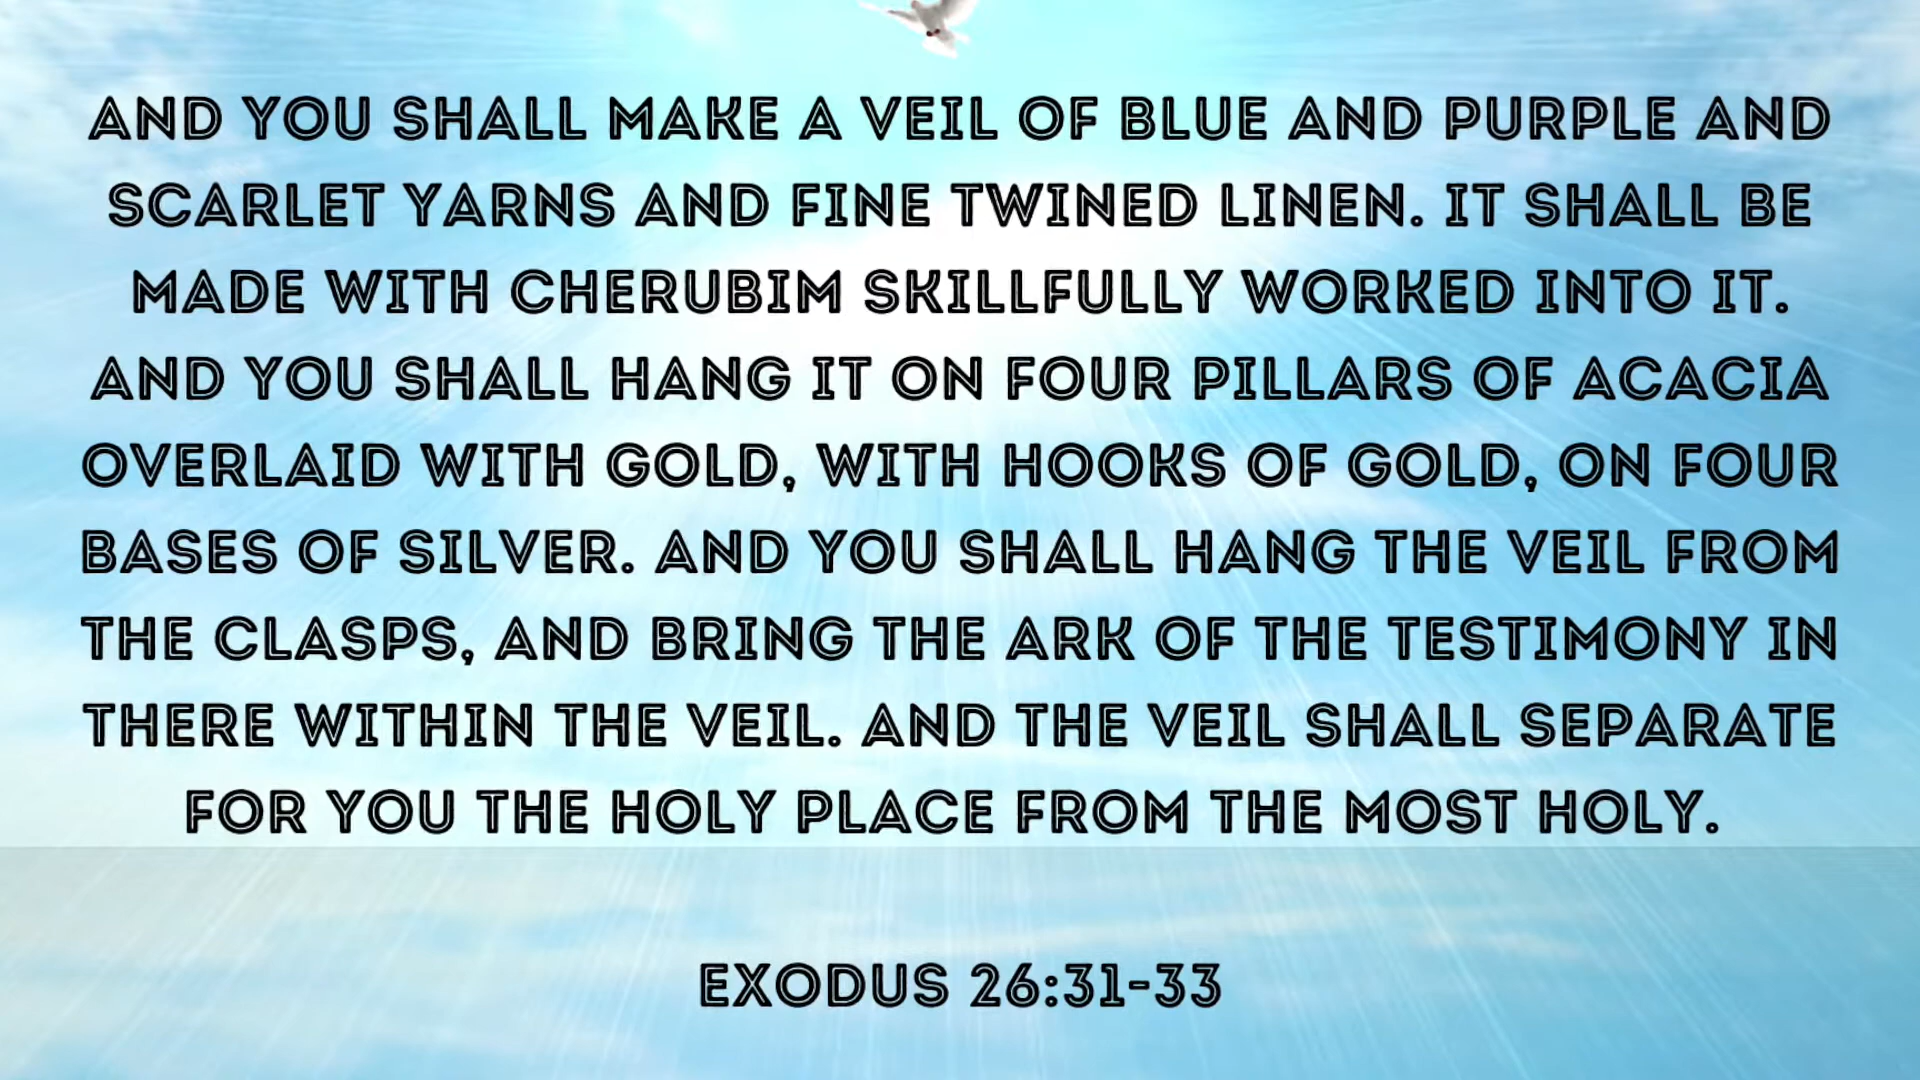 AND YOU SHALL MAKE A VEIL OF BLUE AND PURPLE AND
SCARLET YARNS AND FINE TWINED LINEN. IT SHALL BE
MADE WITH CHERUBIM SKILLFULLY WORKED INTO IT.
AND YOU SHALL HANG IT ON FOUR PILLARS OF ACACIA
OVERLAID WITH GOLD, WITH HOOKS OF GOLD, ON FOUR
BASES OF SILVER. AND YOU SHALL HANG THE VEIL FROM
THE CLASPS, AND BRING THE ARK OF THE TESTIMONY IN
THERE WITHIN THE VEIL. AND THE VEIL SHALL SEPARATE
FOR YOU THE HOLY PLACE FROM THE MOST HOLY.
EXODUS 26:31-33